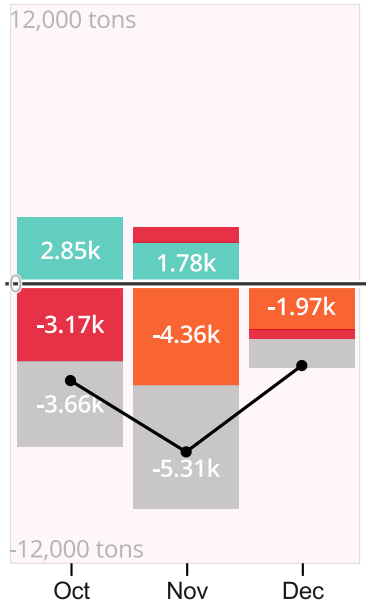 12,000 tons
2.85k
1.78k
0
-3.17k
-4.36k
-1.97k
-3.66k
-5.31k
-12,000 tons
Oct Nov Dec